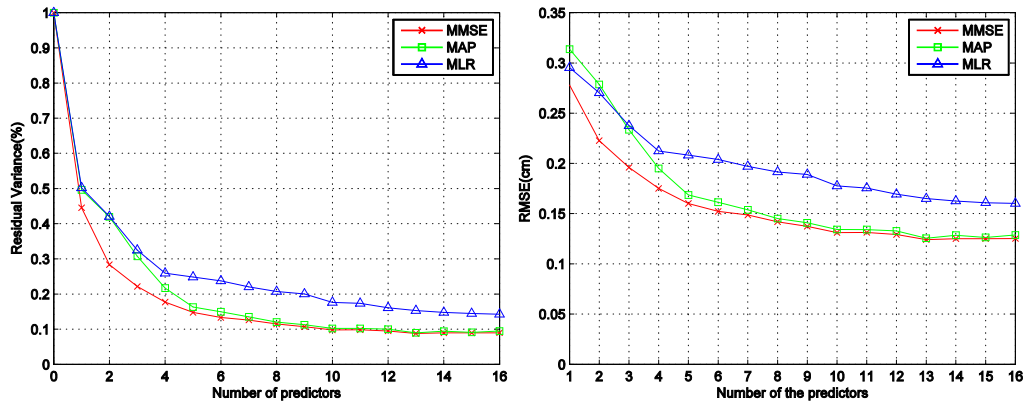 1
0.9
0.8
0.7
0.6
0.5
0.4
0.3
0.2
0.1
0
Residual Variance(%)
MMSE
MAP
MLR
0 2 4 6 8 10 12 14 16
Number of predictors
0.35
0.3
0.25
0.2
0.15
0.1
0.05
0
RMSE(cm)
MMSE
MAP
MLR
1 2 3 4 5 6 7 8 9 10 11 12 13 14 15 16
Number of the predictors